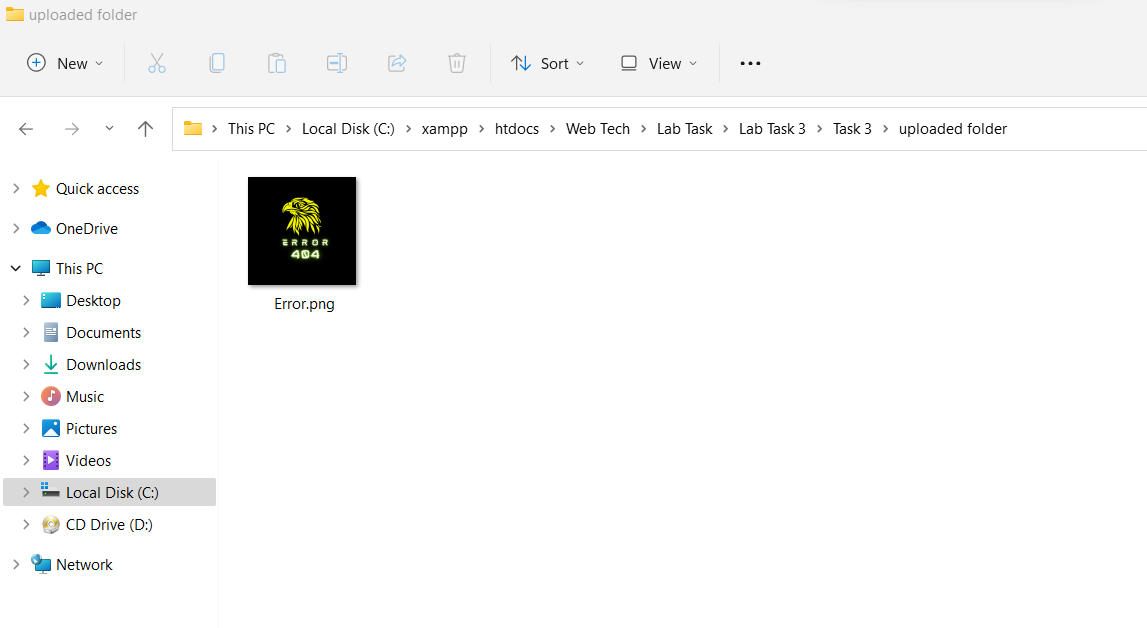 uploaded folder
New Sort View
This PC Local Disk (C:) xampp htdocs Web Tech Lab Task Lab Task 3 Task 3 uploaded folder
Quick access
OneDrive
This PC
Desktop
Documents
Downloads
Music
Pictures
Videos
Local Disk (C:)
CD Drive (D:)
Network
ERROR
404
Error.png